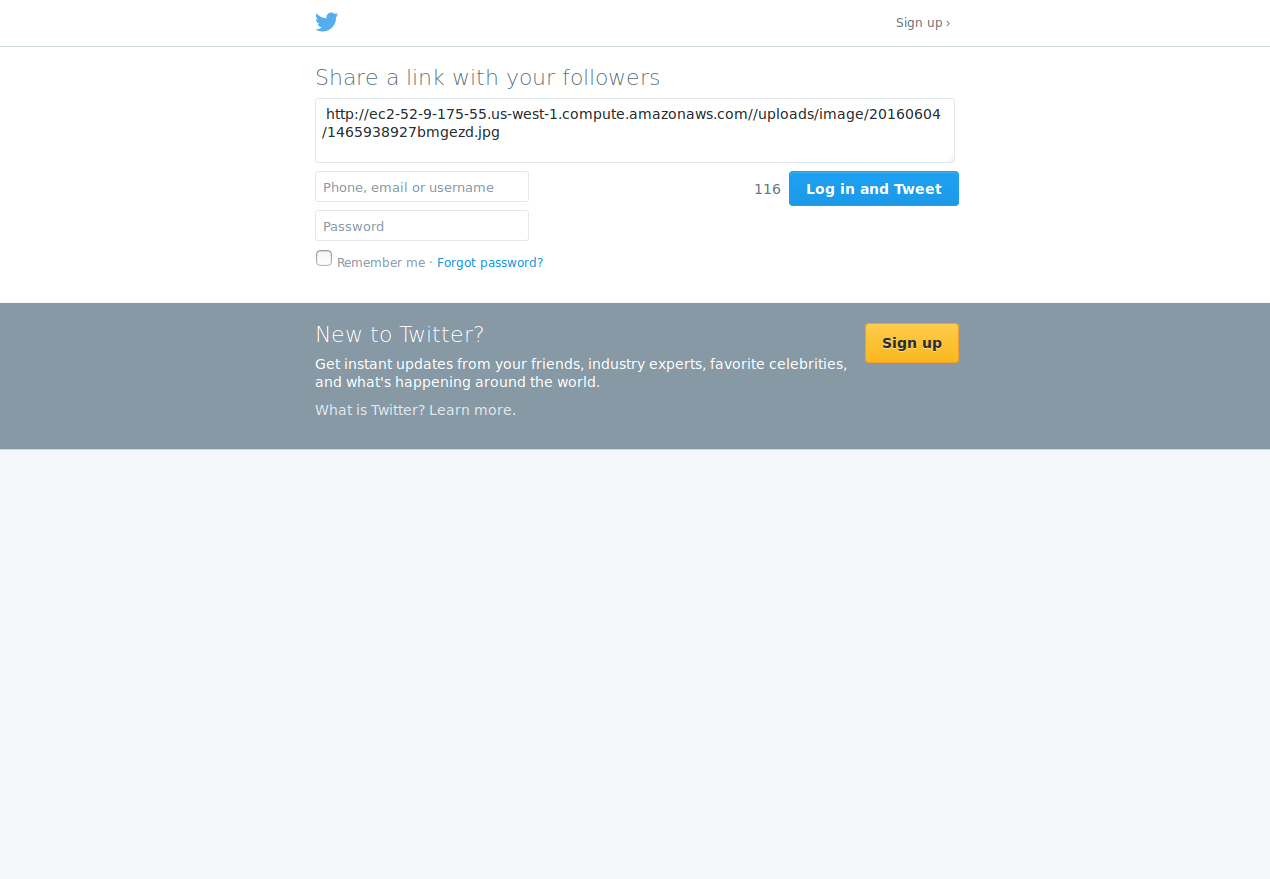 Sign up ›
Share a link with your followers
http://ec2-52-9-175-55.us-west-1.compute.amazonaws.com//uploads/image/20160604
/1465938927bmgezd.jpg
Phone, email or username
116
Log in and Tweet
Password
Remember me · Forgot password?
New to Twitter?
Sign up
Get instant updates from your friends, industry experts, favorite celebrities,
and what's happening around the world.
What is Twitter? Learn more.